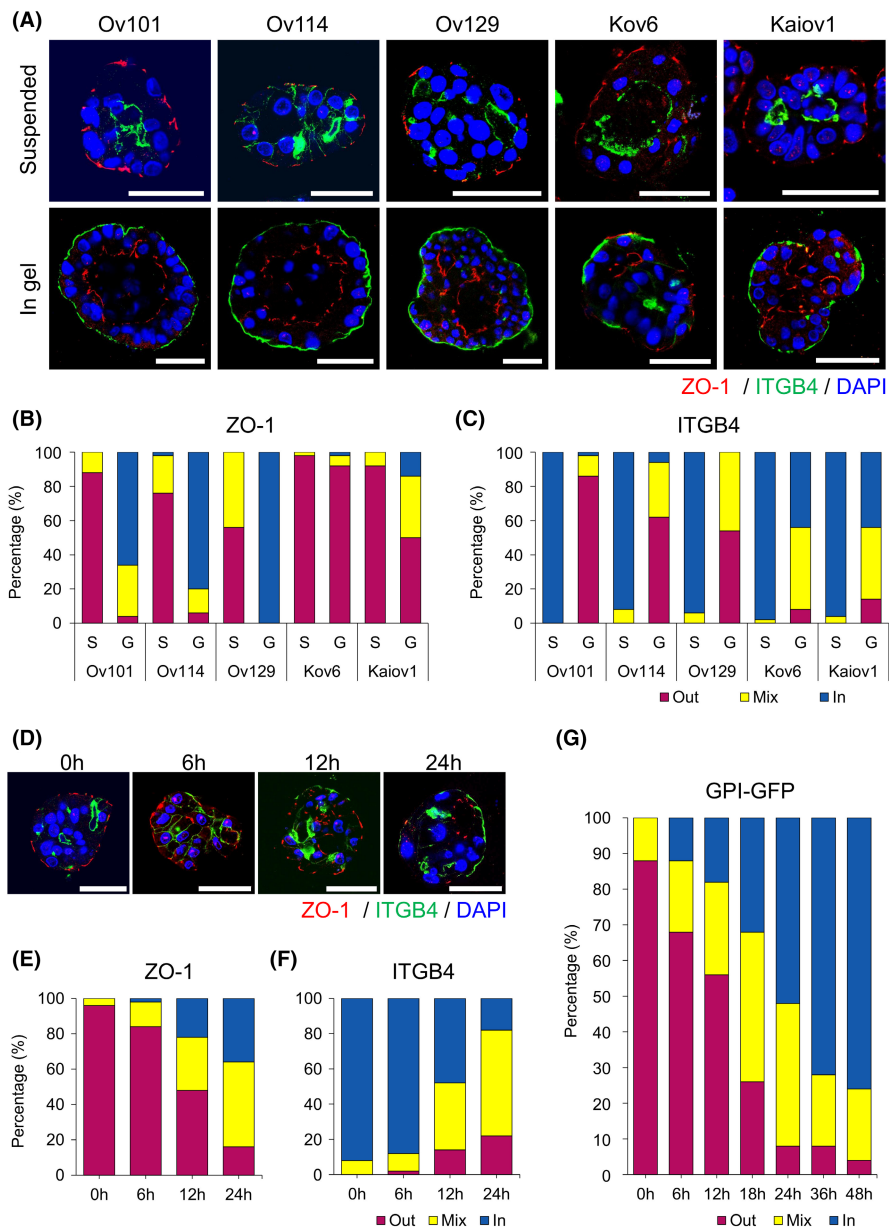 (A)
Ov101 Ov114 Ov129 Kov6 Kaiov1
Suspended
In gel
ZO-1 / ITGB4 / DAPI
(B)
ZO-1
Percentage (%)
100
80
60
40
20
0
S G S G S G S G S G
Ov101 Ov114 Ov129 Kov6 Kaiov1
(C)
ITGB4
Percentage (%)
100
80
60
40
20
0
S G S G S G S G S G
Ov101 Ov114 Ov129 Kov6 Kaiov1
Out Mix In
(D)
0h 6h 12h 24h
ZO-1 / ITGB4 / DAPI
(E)
ZO-1
Percentage (%)
100
80
60
40
20
0
0h 6h 12h 24h
(F)
ITGB4
100
80
60
40
20
0
0h 6h 12h 24h
Out Mix In
(G)
GPI-GFP
Percentage (%)
100
90
80
70
60
50
40
30
20
10
0
0h 6h 12h 18h 24h 36h 48h
Out Mix In